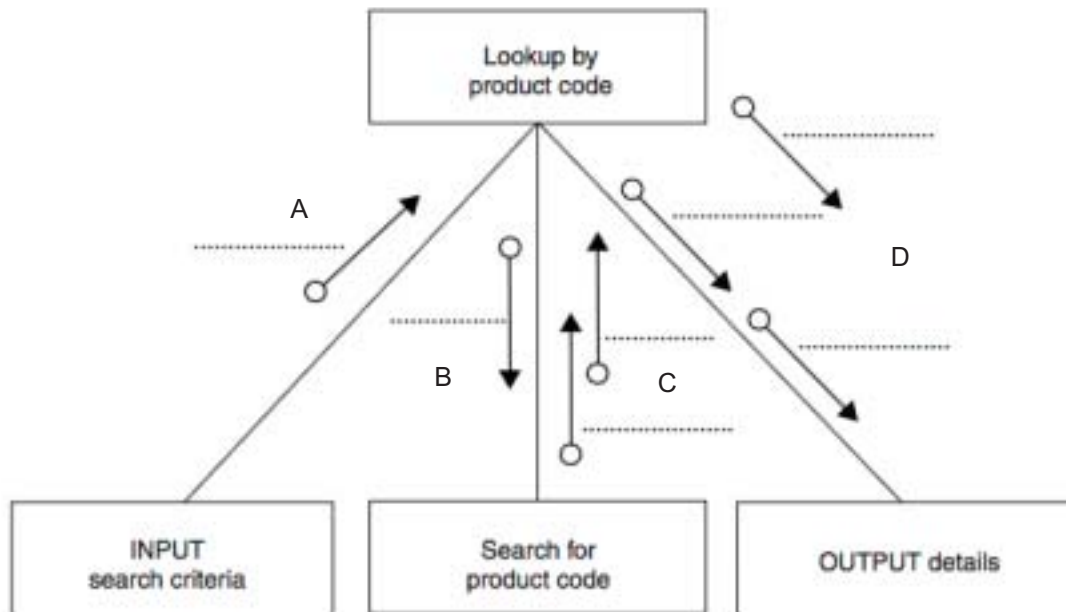 Lookup by
product code
A
D
B
C
INPUT
search criteria
Search for
product code
OUTPUT details